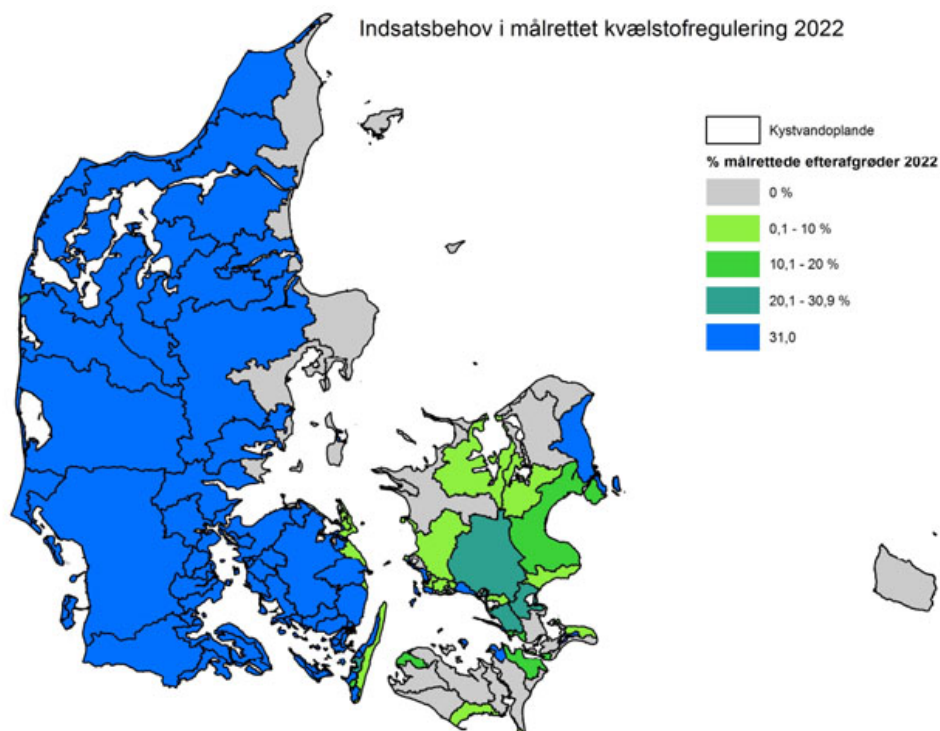 Indsatsbehov i målrettet kvælstofregulering 2022
Kystvandoplande
% målrettede efterafgrøder 2022
0 %
0,1 - 10 %
10,1 - 20 %
20,1 - 30,9 %
31,0